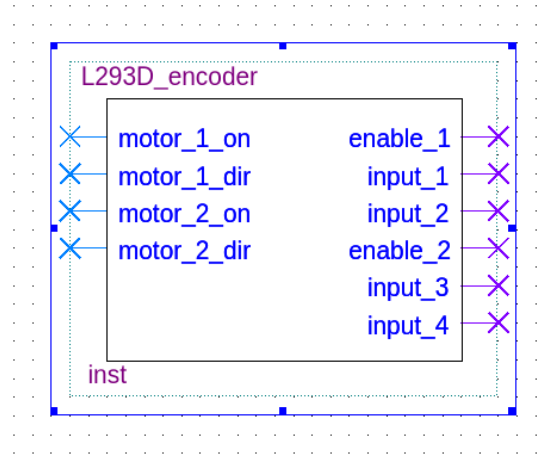 L293D_encoder
motor_1_on enable_1
motor_1_dir input_1
motor_2_on input_2
motor_2_dir enable_2
input_3
input_4
inst